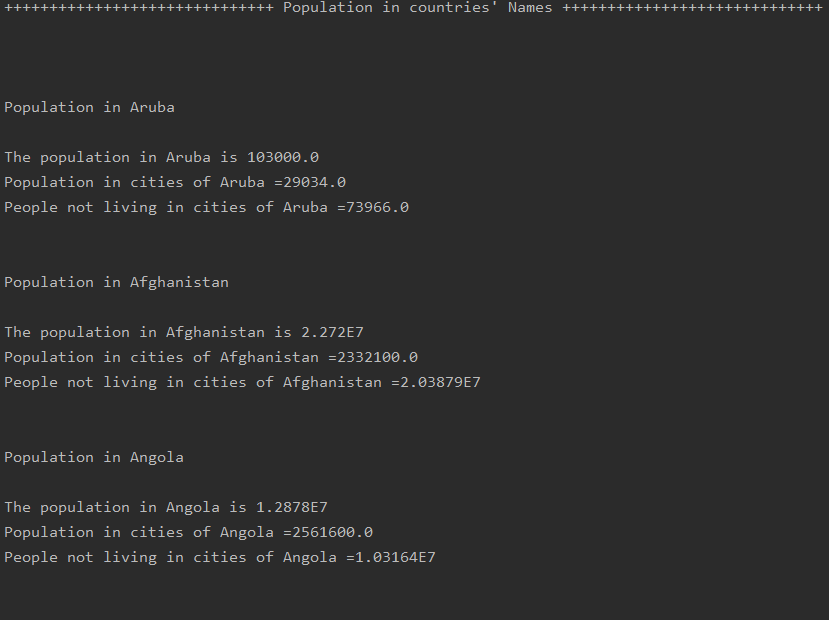 ++++++++++++++++++++++++++++++ Population in countries' Names +++++++++++++++++++++++++++++
Population in Aruba
The population in Aruba is 103000.0
Population in cities of Aruba =29034.0
People not living in cities of Aruba =73966.0
Population in Afghanistan
The population in Afghanistan is 2.272E7
Population in cities of Afghanistan =2332100.0
People not living in cities of Afghanistan =2.03879E7
Population in Angola
The population in Angola is 1.2878E7
Population in cities of Angola =2561600.0
People not living in cities of Angola =1.03164E7